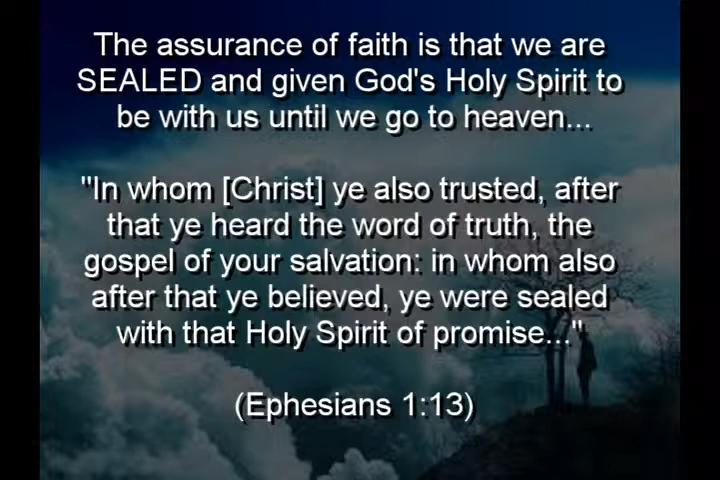 The assurance of faith is that we are
SEALED and given God's Holy Spirit to
be with us until we go to heaven...
"In whom [Christ] ye also trusted, after
that ye heard the word of truth, the
gospel of your salvation: in whom also
after that ye believed, ye were sealed
with that Holy Spirit of promise..."
(Ephesians 1:13)